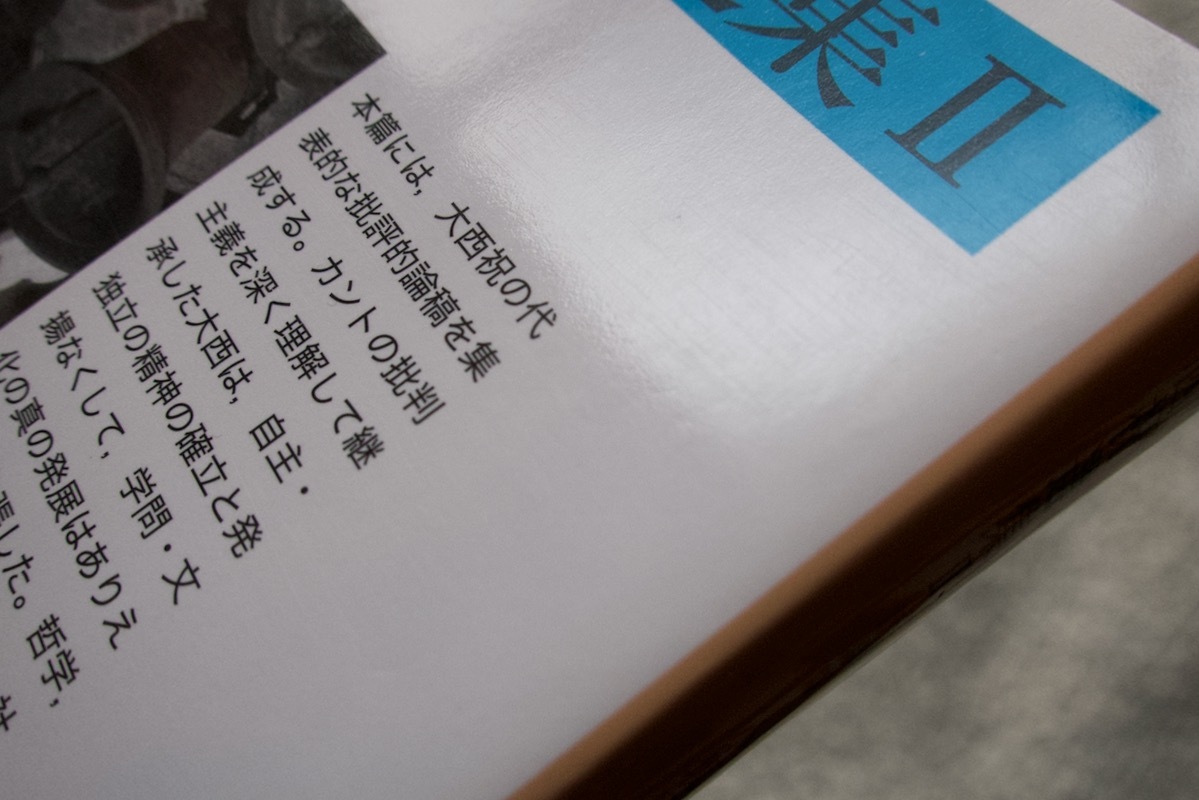 集 Ⅱ
本篇には，大西祝の代
表的な批評的論稿を集
成する。カントの批判
主義を深く理解して継
承した大西は，自主・
独立の精神の確立と発
揚なくして，学問・文
化の真の発展はありえ
張した。哲学，